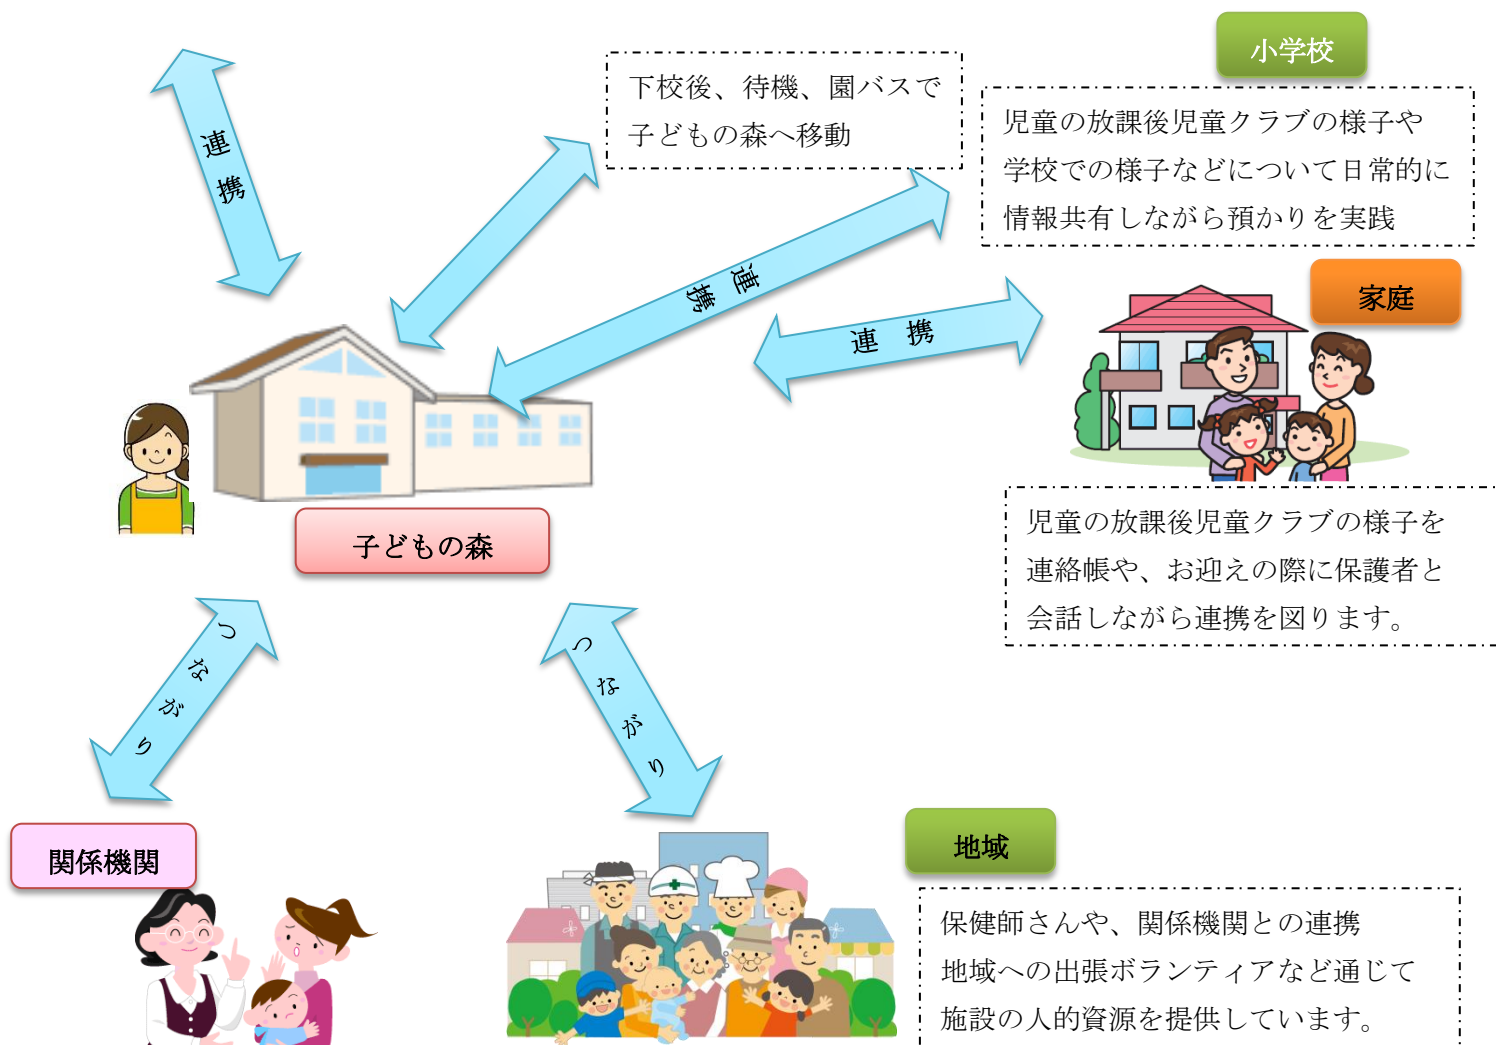 小学校
下校後、待機、園バスで
子どもの森へ移動
児童の放課後児童クラブの様子や
学校での様子などについて日常的に
情報共有しながら預かりを実践
連携
連携
連携
家庭
児童の放課後児童クラブの様子を
連絡帳や、お迎えの際に保護者と
会話しながら連携を図ります。
子どもの森
つながり
つながり
関係機関
地域
保健師さんや、関係機関との連携
地域への出張ボランティアなど通じて
施設の人的資源を提供しています。